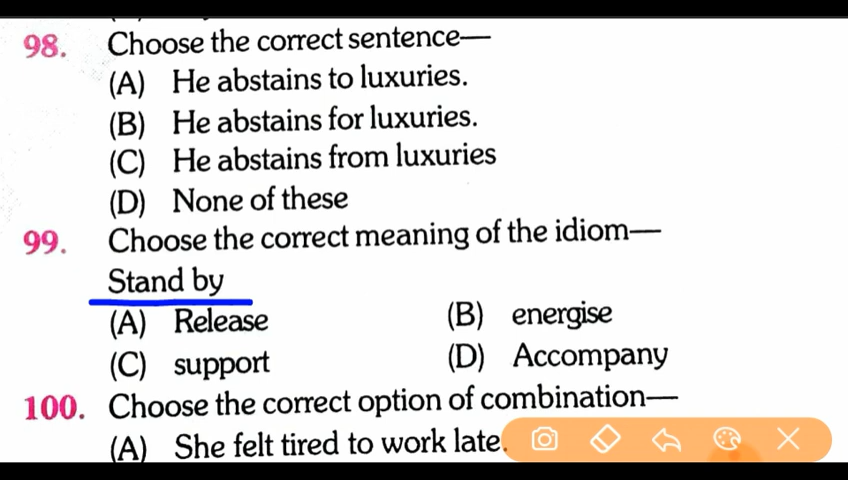 98. Choose the correct sentence—
(A) He abstains to luxuries.
(B) He abstains for luxuries.
(C) He abstains from luxuries
(D) None of these
99. Choose the correct meaning of the idiom—
Stand by
(A) Release (B) energise
(C) support (D) Accompany
100. Choose the correct option of combination—
(A) She felt tired to work late.